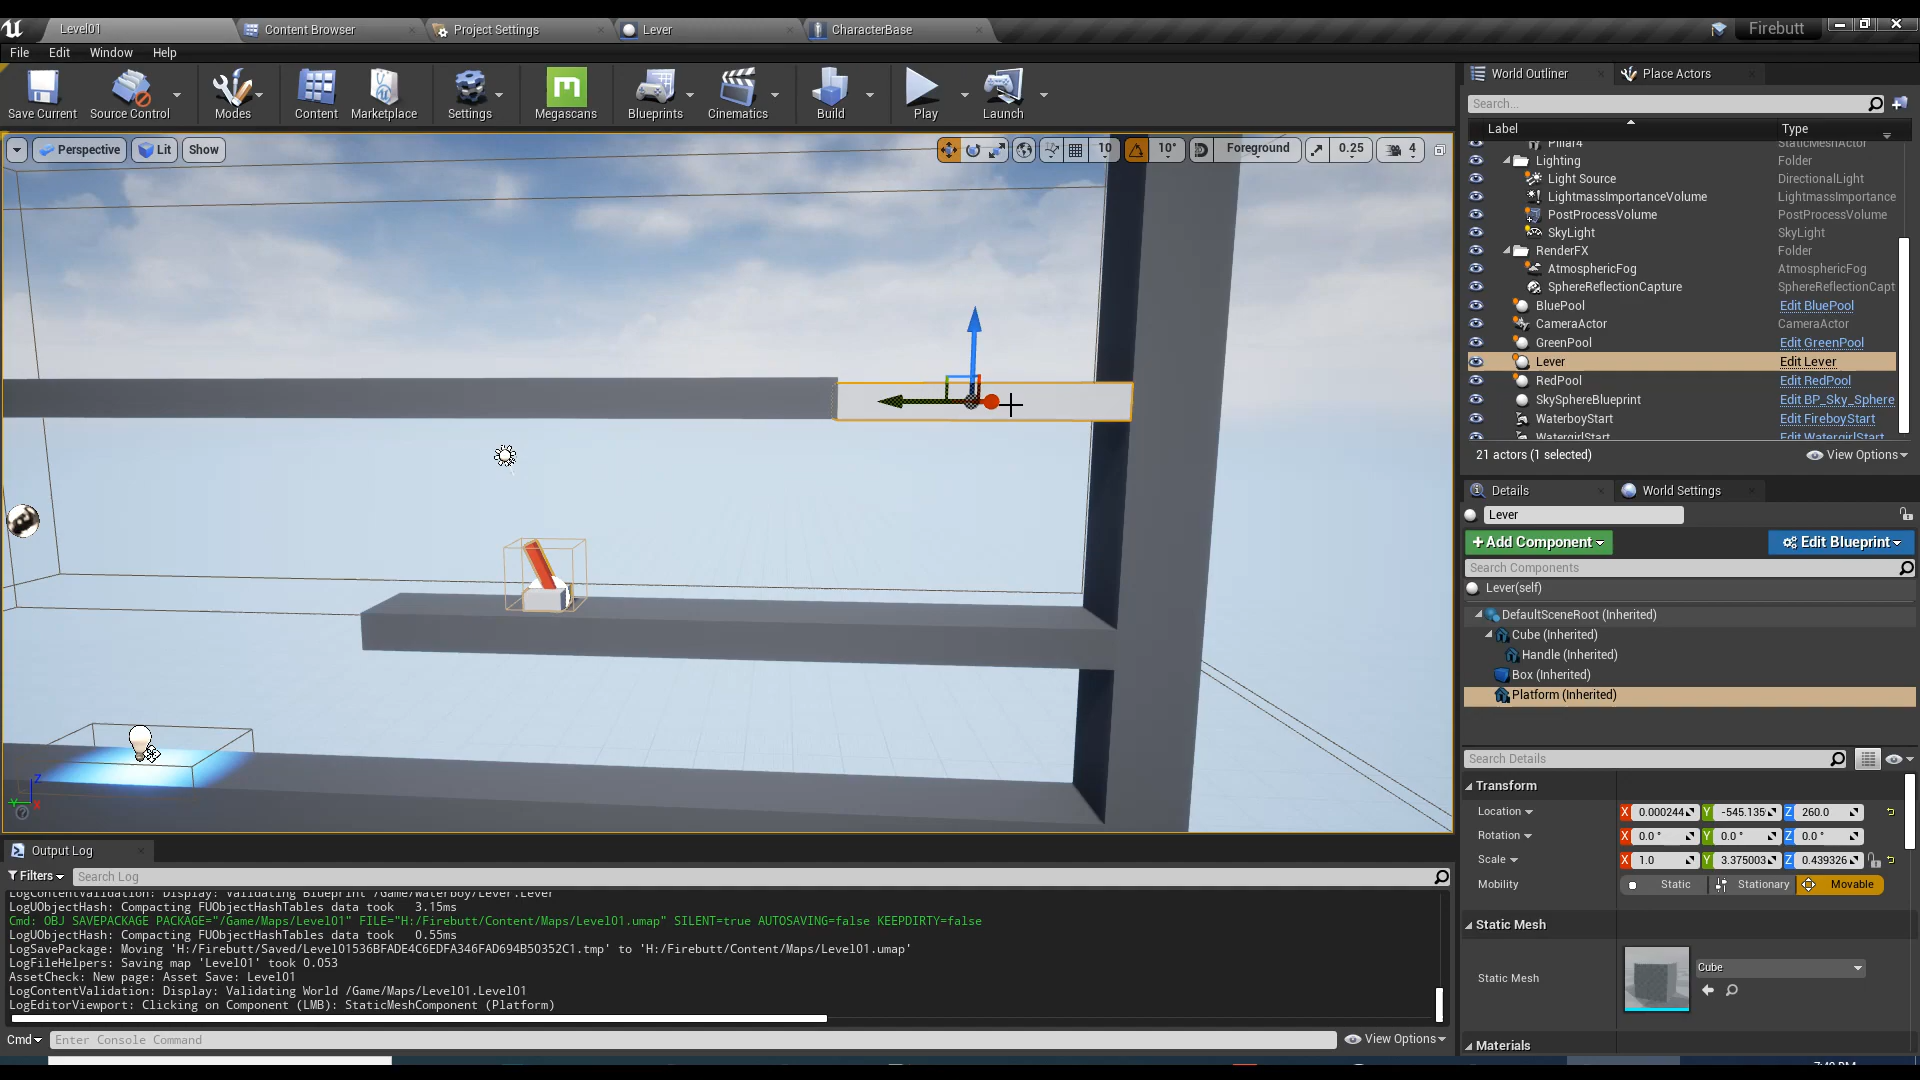 Level01
Content Browser
Project Settings
Lever
CharacterBase
Firebutt
File Edit Window Help
Save Current
Source Control
Modes
Content
Marketplace
Settings
Megascans
Blueprints
Cinematics
Build
Play
Launch
Perspective
Lit
Show
10
10°
Foreground
0.25
4
World Outliner
Place Actors
Search...
Label Type
Pillar4 StaticMeshActor
Lighting Folder
Light Source DirectionalLight
LightmassImportanceVolume LightmassImportance
PostProcessVolume PostProcessVolume
SkyLight SkyLight
RenderFX Folder
AtmosphericFog AtmosphericFog
SphereReflectionCapture SphereReflectionCapt
BluePool Edit BluePool
CameraActor CameraActor
GreenPool Edit GreenPool
Lever Edit Lever
RedPool Edit RedPool
SkySphereBlueprint Edit BP_Sky_Sphere
WaterboyStart Edit FireboyStart
WatergirlStart Edit WatergirlStart
21 actors (1 selected) View Options
Details
World Settings
Lever
+Add Component
Edit Blueprint
Search Components
Lever(self)
DefaultSceneRoot (Inherited)
Cube (Inherited)
Handle (Inherited)
Box (Inherited)
Platform (Inherited)
Search Details
Transform
Location X 0.000244 Y -545.135 Z 260.0
Rotation X 0.0 ° Y 0.0 ° Z 0.0 °
Scale X 1.0 Y 3.375003 Z 0.439326
Mobility Static Stationary Movable
Static Mesh
Static Mesh
Cube
Materials
Z
Y
X
Output Log
Filters
Search Log
LogContentValidation: Display: Validating Blueprint /Game/Waterboy/Lever.Lever
LogUObjectHash: Compacting FUObjectHashTables data took   3.15ms
Cmd: OBJ SAVEPACKAGE PACKAGE="/Game/Maps/Level01" FILE="H:/Firebutt/Content/Maps/Level01.umap" SILENT=true AUTOSAVING=false KEEPDIRTY=false
LogUObjectHash: Compacting FUObjectHashTables data took   0.55ms
LogSavePackage: Moving 'H:/Firebutt/Saved/Level01536BFADE4C6EDFA346FAD694B50352C1.tmp' to 'H:/Firebutt/Content/Maps/Level01.umap'
LogFileHelpers: Saving map 'Level01' took 0.053
AssetCheck: New page: Asset Save: Level01
LogContentValidation: Display: Validating World /Game/Maps/Level01.Level01
LogEditorViewport: Clicking on Component (LMB): StaticMeshComponent (Platform)
Cmd
Enter Console Command
View Options